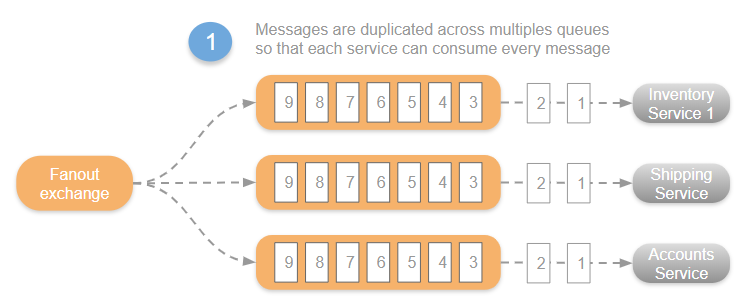 1
Messages are duplicated across multiples queues
so that each service can consume every message
9 8 7 6 5 4 3 2 1
Inventory
Service 1
Fanout
exchange
9 8 7 6 5 4 3 2 1
Shipping
Service
9 8 7 6 5 4 3 2 1
Accounts
Service